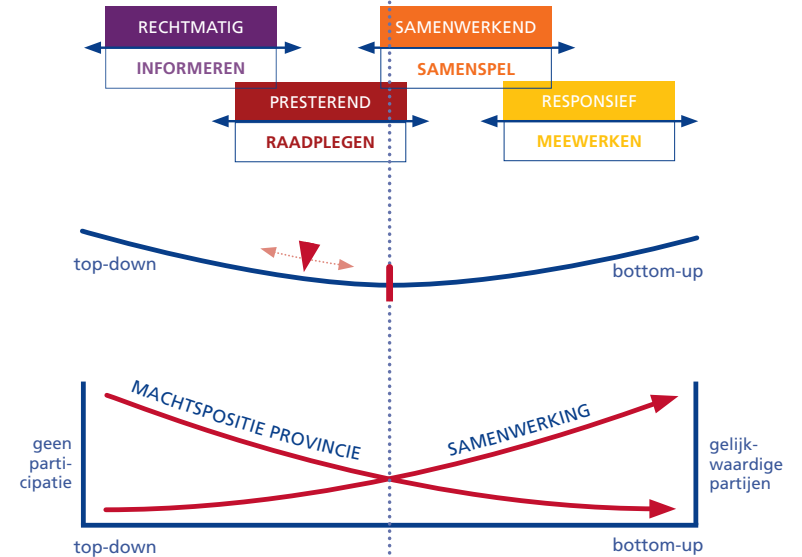 RECHTMATIG
INFORMEREN
SAMENWERKEND
SAMENSPEL
PRESTEREND
RAADPLEGEN
RESPONSIEF
MEEWERKEN
top-down
bottom-up
MACHTSPOSITIE PROVINCIE
SAMENWERKING
geen
parti-
cipatie
gelijk-
waardige
partijen
top-down
bottom-up